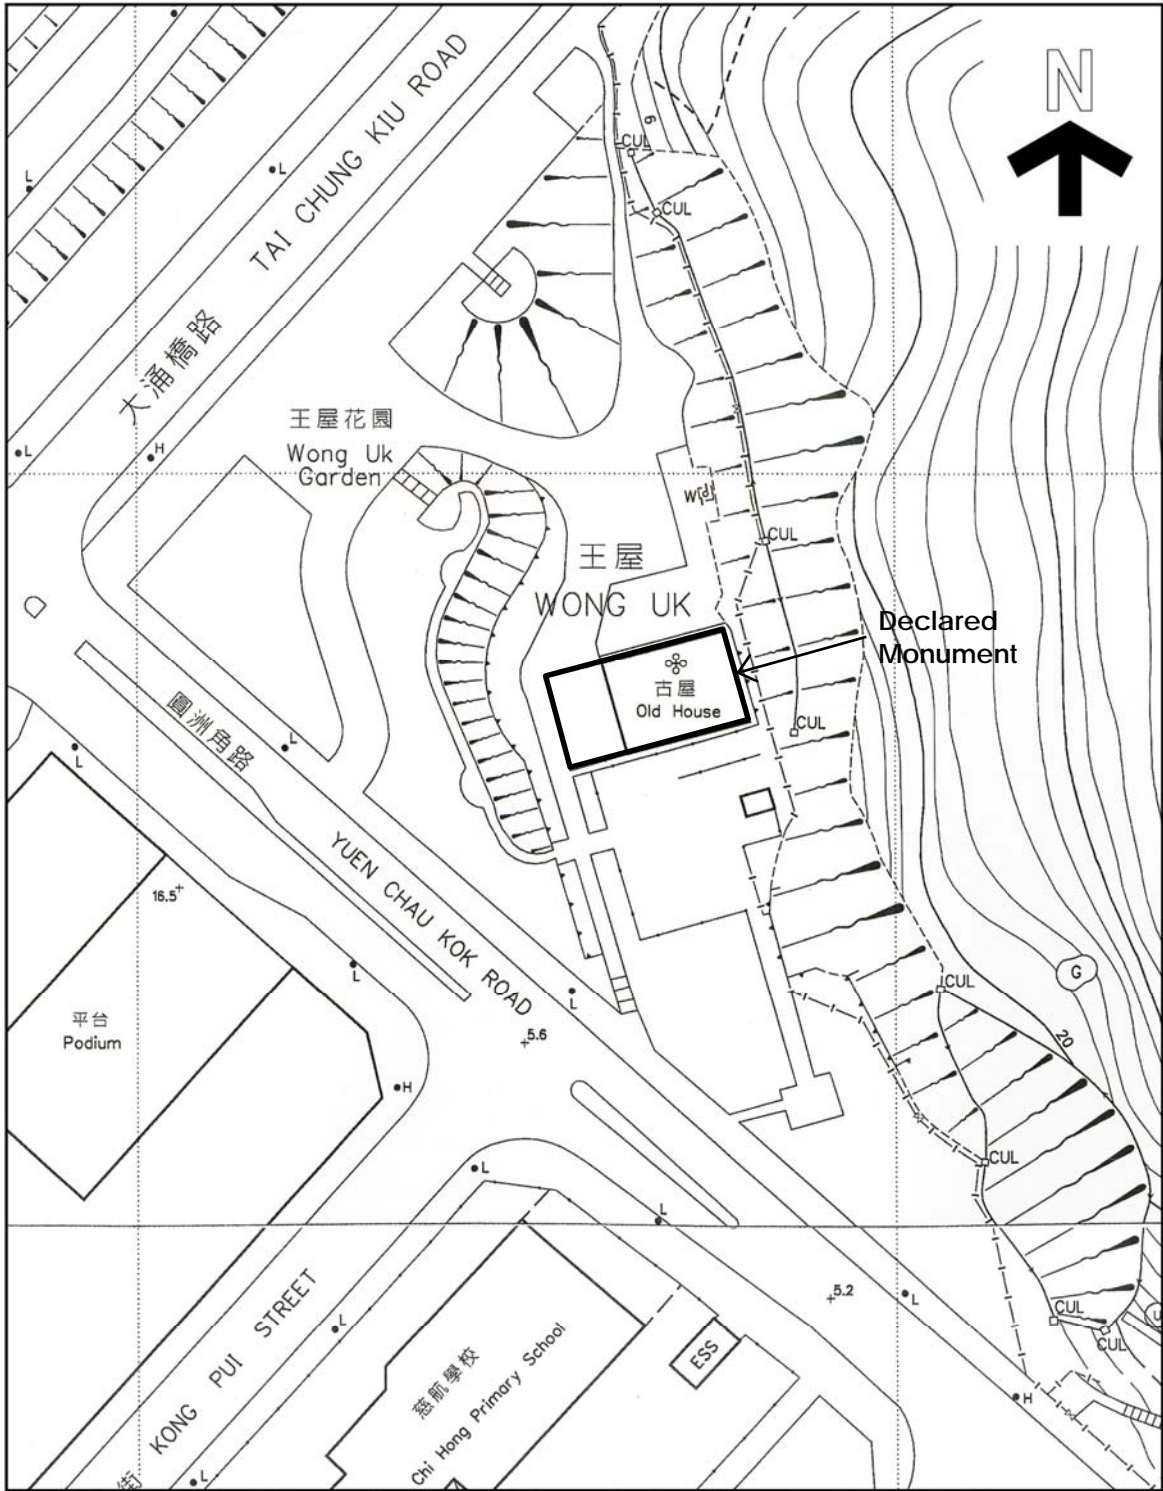 N
TAI CHUNG KIU ROAD
大涌橋路
L
L
L
H
6
CUL
CUL
王屋花園
Wong Uk
Garden
W
CUL
王屋
WONG UK
Declared
Monument
古屋
Old House
CUL
圓洲角路
L
L
YUEN CHAU KOK ROAD
16.5
L
L
平台
Podium
5.6
H
CUL
G
20
CUL
L
L
5.2
L
CUL
CUL
U
街 KONG PUI STREET
L
L
慈航學校
Chi Hong Primary School
ESS
H